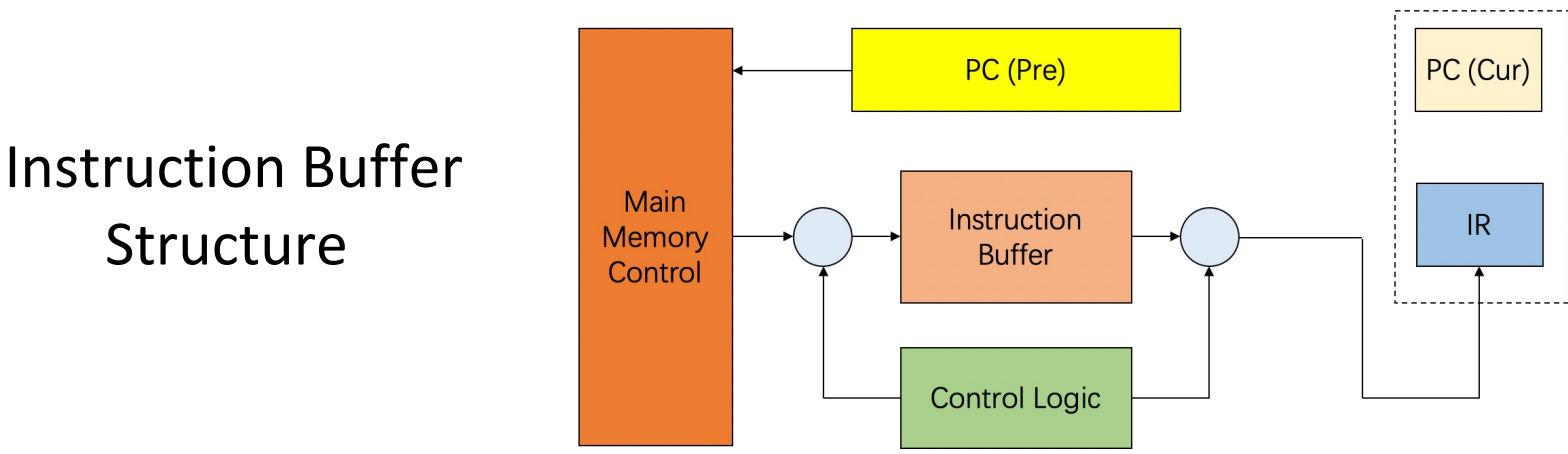 Instruction Buffer
Structure
Main
Memory
Control
PC (Pre)
Instruction
Buffer
Control Logic
PC (Cur)
IR